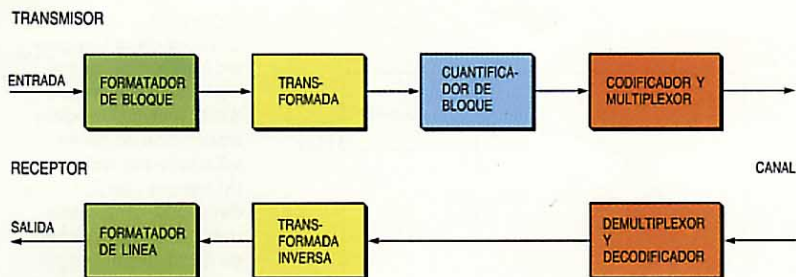 TRANSMISOR
ENTRADA
FORMATADOR
DE BLOQUE
TRANS-
FORMADA
CUANTIFICA-
DOR DE
BLOQUE
CODIFICADOR Y
MULTIPLEXOR
RECEPTOR
CANAL
SALIDA
FORMATADOR
DE LINEA
TRANS-
FORMADA
INVERSA
DEMULTIPLEXOR
Y
DECODIFICADOR